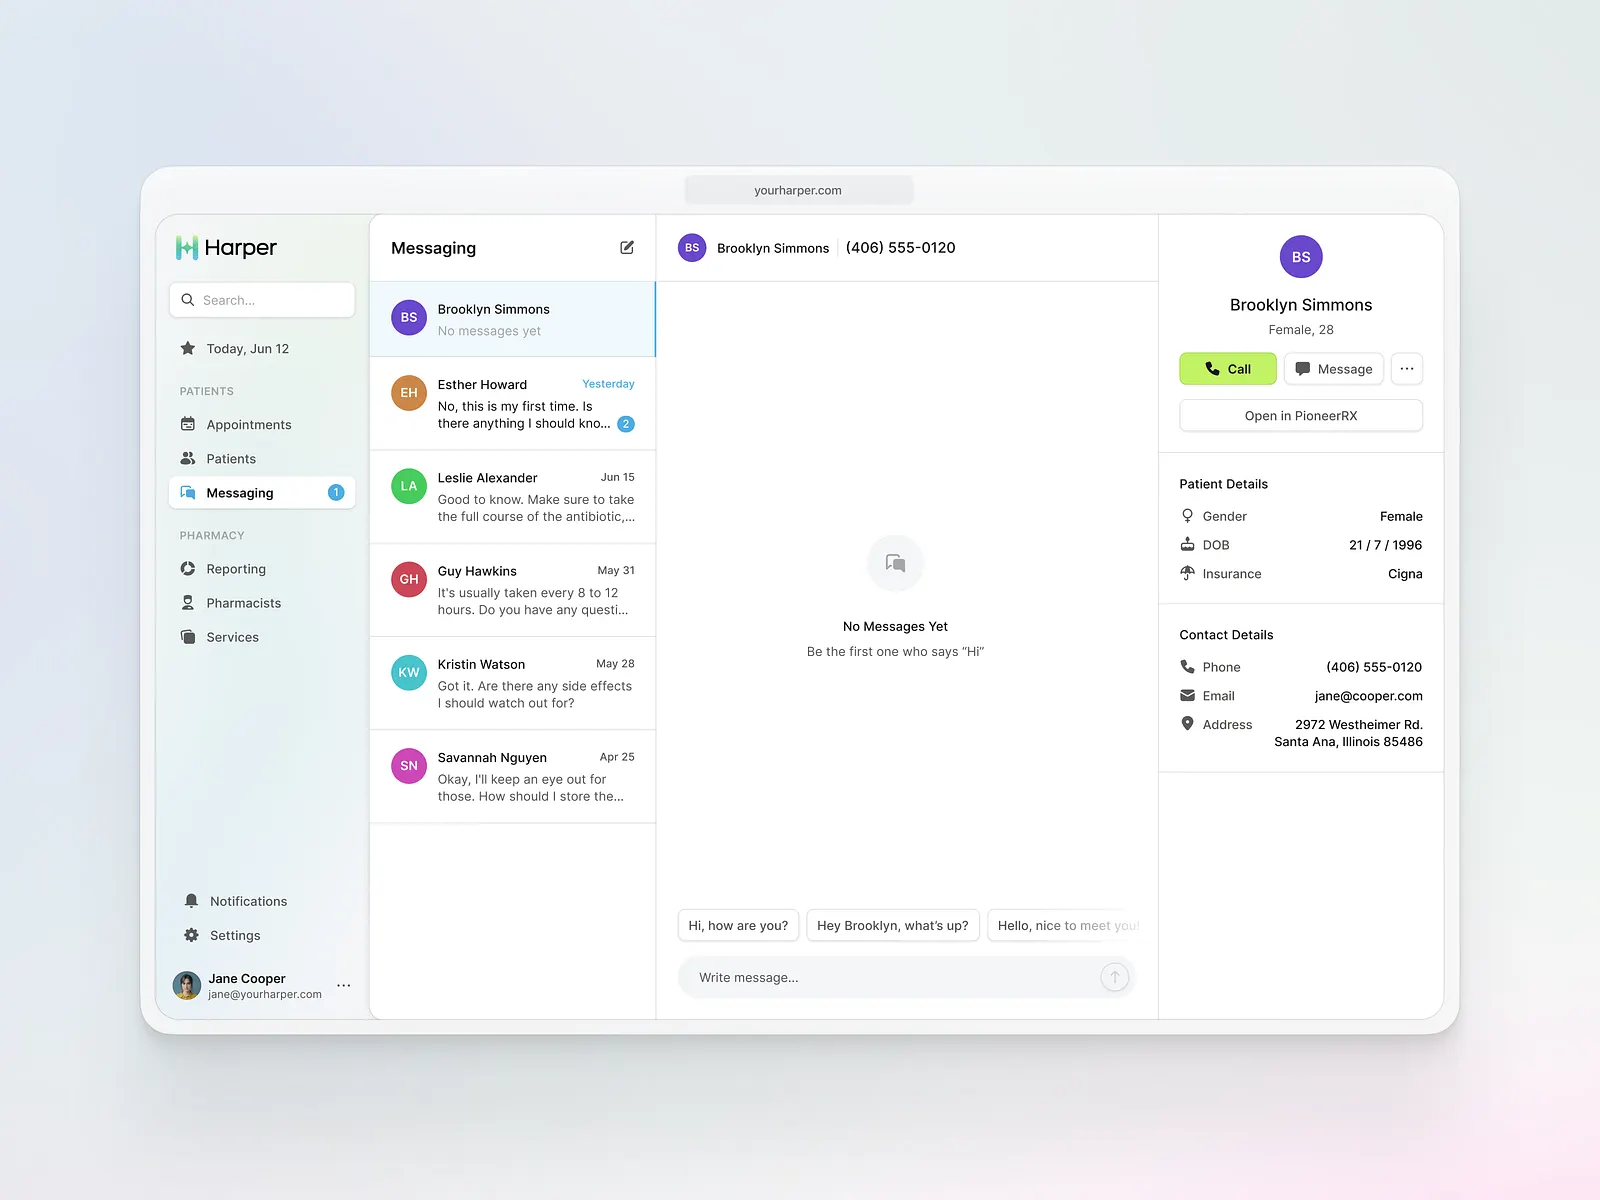 yourharper.com
Harper
Search...
Today, Jun 12
PATIENTS
Appointments
Patients
Messaging
1
PHARMACY
Reporting
Pharmacists
Services
Notifications
Settings
Jane Cooper
jane@yourharper.com
Messaging
BS
Brooklyn Simmons
No messages yet
EH
Esther Howard
Yesterday
No, this is my first time. Is
there anything I should kno...
2
LA
Leslie Alexander
Jun 15
Good to know. Make sure to take
the full course of the antibiotic,...
GH
Guy Hawkins
May 31
It's usually taken every 8 to 12
hours. Do you have any questi...
KW
Kristin Watson
May 28
Got it. Are there any side effects
I should watch out for?
SN
Savannah Nguyen
Apr 25
Okay, I'll keep an eye out for
those. How should I store the...
BS
Brooklyn Simmons
(406) 555-0120
No Messages Yet
Be the first one who says “Hi”
Hi, how are you?
Hey Brooklyn, what’s up?
Hello, nice to meet you!
Write message...
BS
Brooklyn Simmons
Female, 28
Call
Message
Open in PioneerRX
Patient Details
Gender
Female
DOB
21 / 7 / 1996
Insurance
Cigna
Contact Details
Phone
(406) 555-0120
Email
jane@cooper.com
Address
2972 Westheimer Rd.
Santa Ana, Illinois 85486